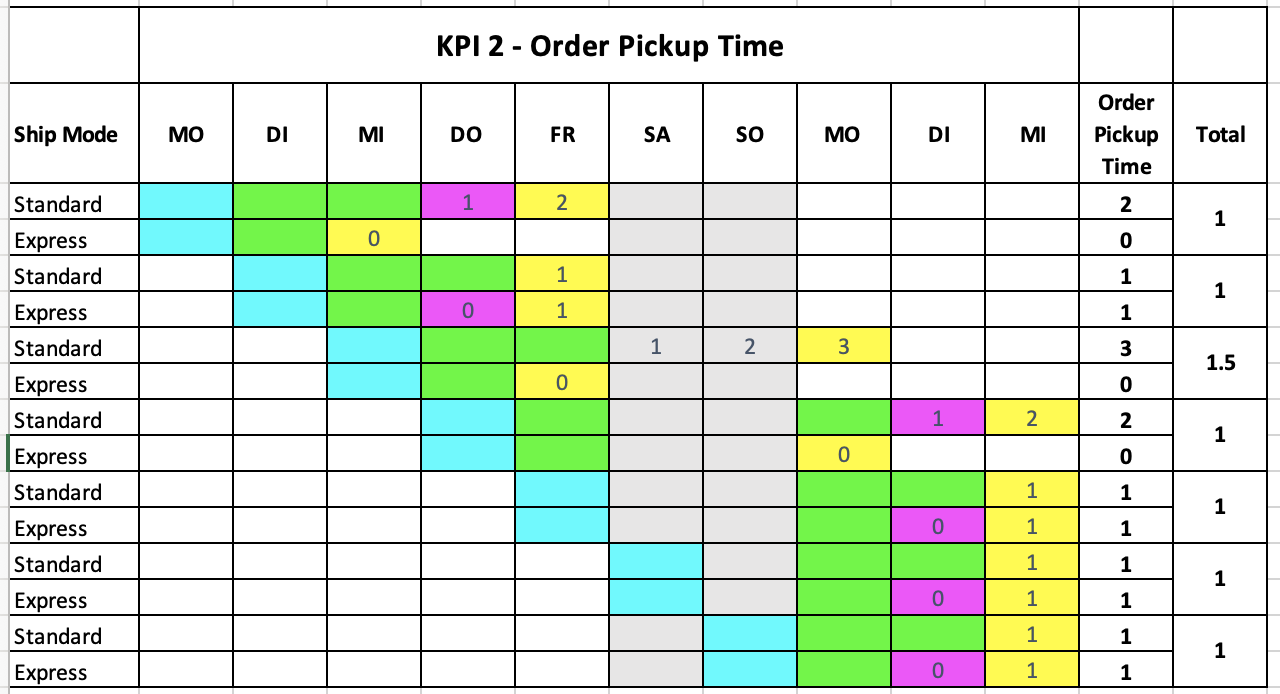 KPI 2 - Order Pickup Time
Ship Mode MO DI MI DO FR SA SO MO DI MI Order Pickup Time Total
Standard 1 2 2 1
Express 0 0
Standard 1 1 1
Express 0 1 1
Standard 1 2 3 3 1.5
Express 0 0
Standard 1 2 2 1
Express 0 0
Standard 1 1 1
Express 0 1 1
Standard 1 1 1
Express 0 1 1
Standard 1 1 1
Express 0 1 1